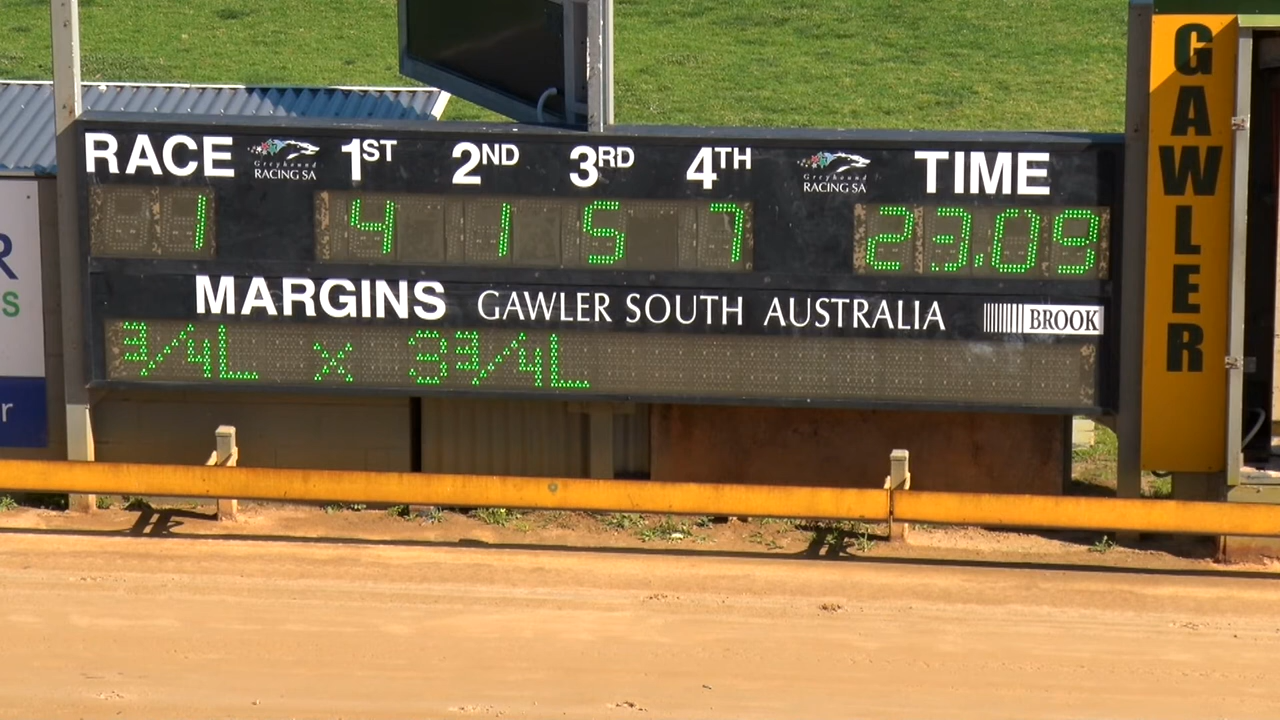 RACE 1ST 2ND 3RD 4TH TIME
Greyhound RACING SA
Greyhound RACING SA
1 4 1 5 7 23.09
MARGINS GAWLER SOUTH AUSTRALIA BROOK
3/4L X 33/4L
GAWLER
R
S
r